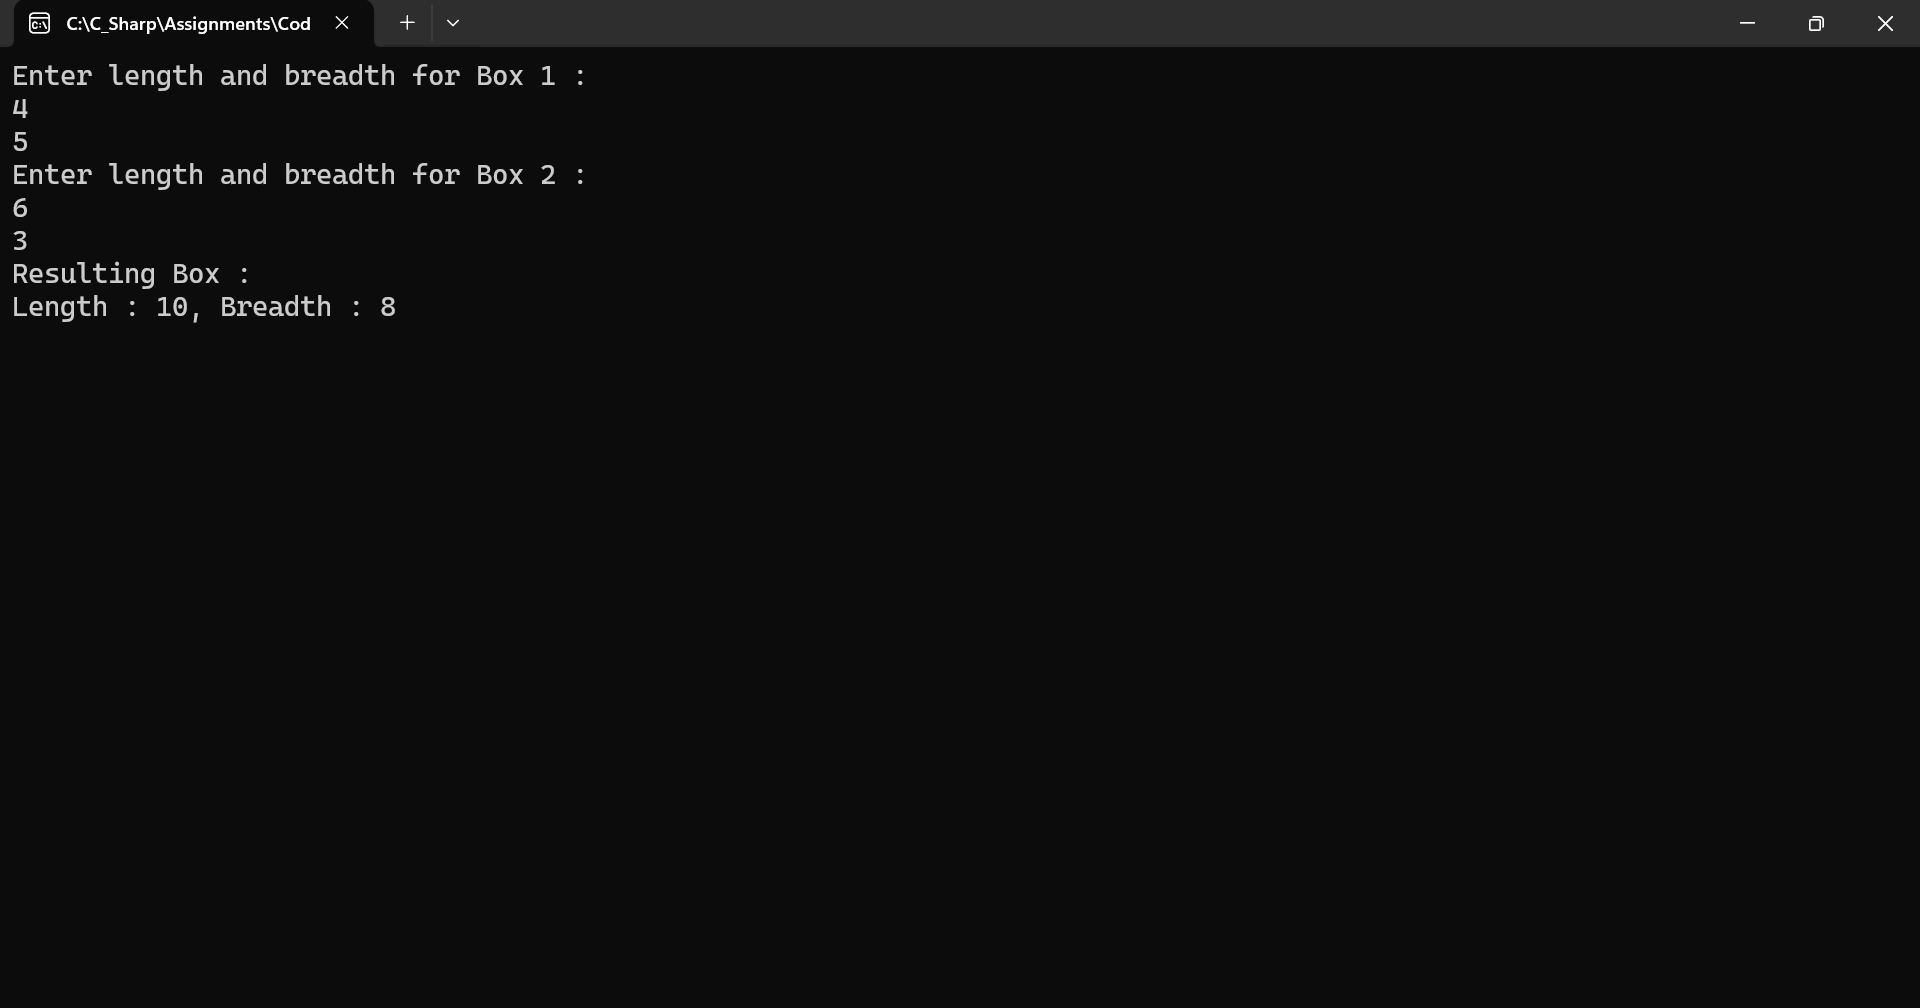 C:\C_Sharp\Assignments\Cod
Enter length and breadth for Box 1 :
4
5
Enter length and breadth for Box 2 :
6
3
Resulting Box :
Length : 10, Breadth : 8